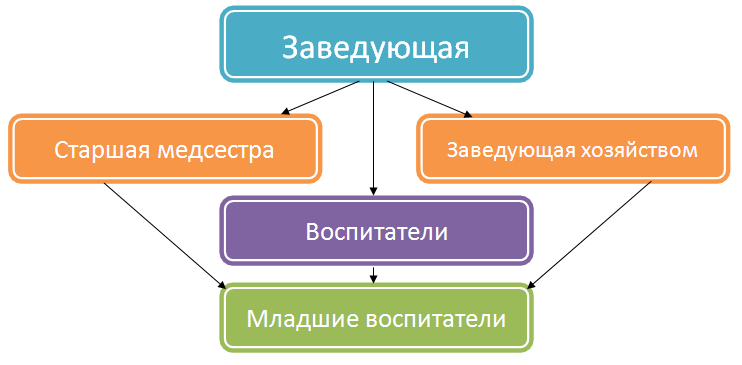 Заведующая
Старшая медсестра
Заведующая хозяйством
Воспитатели
Младшие воспитатели